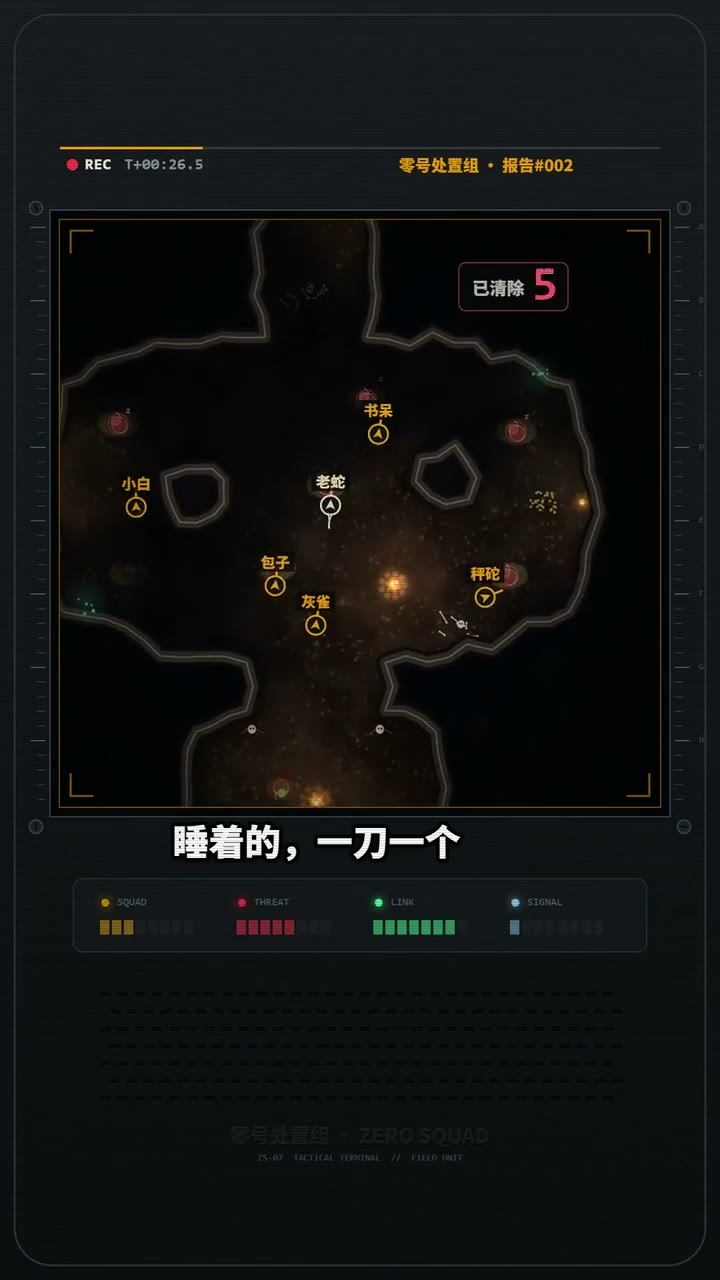 REC T+00:26.5
零号处置组 · 报告#002
已清除 5
书呆
小白
老蛇
包子
秤砣
灰雀
睡着的，一刀一个
SQUAD THREAT LINK SIGNAL
零号处置组 · ZERO SQUAD
ZS-07 TACTICAL TERMINAL // FIELD UNIT